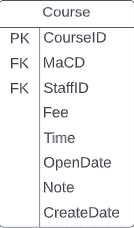 Course
PK CourseID
FK MaCD
FK StaffID
Fee
Time
OpenDate
Note
CreateDate